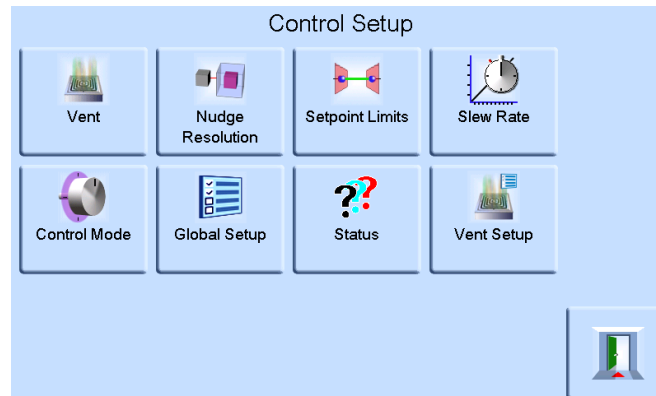 Control Setup
Vent
Nudge
Resolution
Setpoint Limits
Slew Rate
Control Mode
Global Setup
Status
Vent Setup